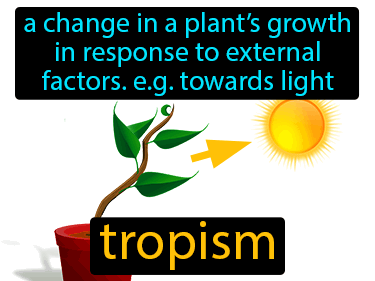 a change in a plant's growth
in response to external
factors. e.g. towards light
tropism